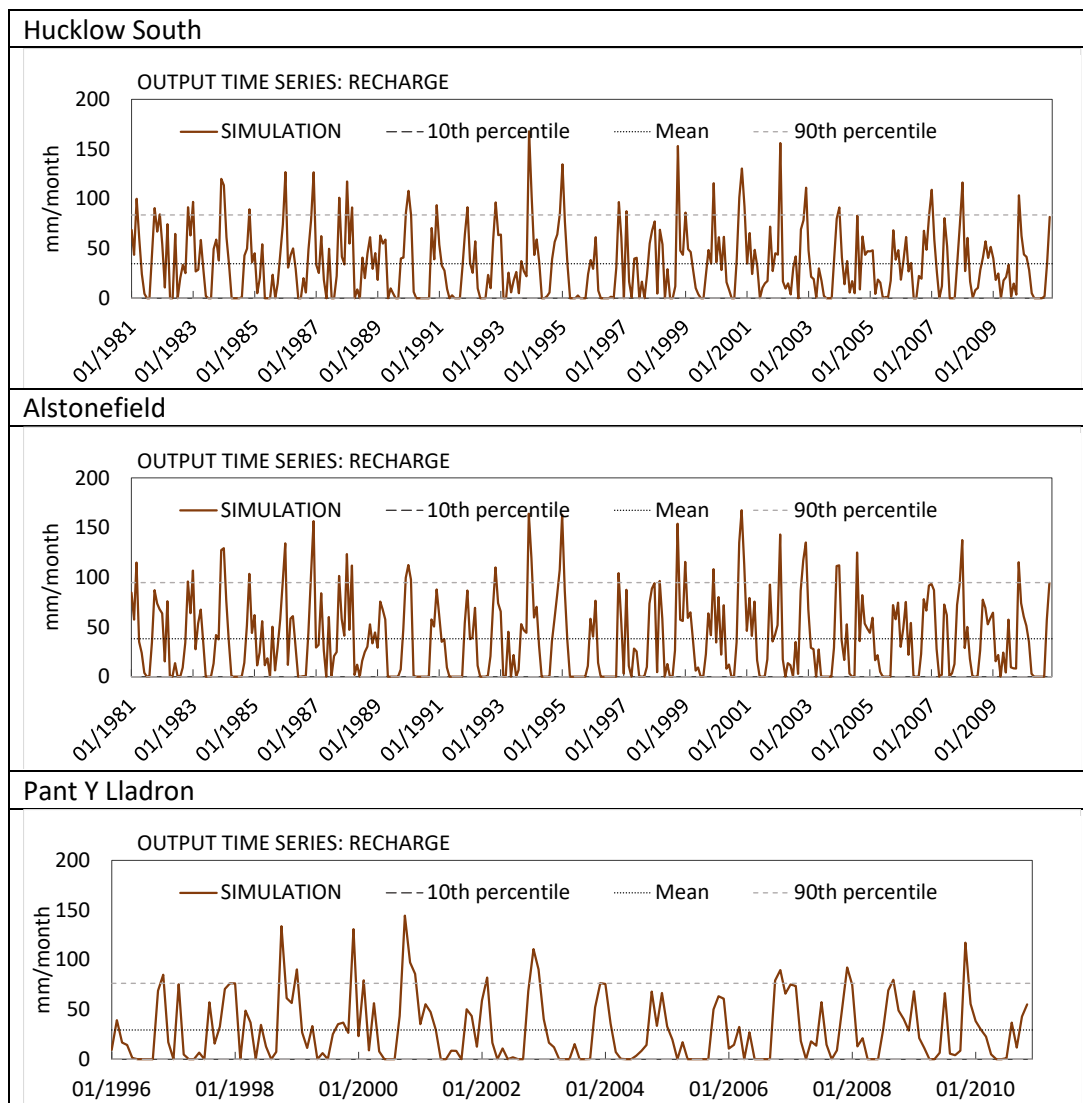 Hucklow South
OUTPUT TIME SERIES: RECHARGE
200
SIMULATION 10th percentile Mean 90th percentile
150
100
50
0
mm/month
01/1981 01/1983 01/1985 01/1987 01/1989 01/1991 01/1993 01/1995 01/1997 01/1999 01/2001 01/2003 01/2005 01/2007 01/2009
Alstonefield
OUTPUT TIME SERIES: RECHARGE
200
SIMULATION 10th percentile Mean 90th percentile
150
100
50
0
mm/month
01/1981 01/1983 01/1985 01/1987 01/1989 01/1991 01/1993 01/1995 01/1997 01/1999 01/2001 01/2003 01/2005 01/2007 01/2009
Pant Y Lladron
OUTPUT TIME SERIES: RECHARGE
200
SIMULATION 10th percentile Mean 90th percentile
150
100
50
0
mm/month
01/1996 01/1998 01/2000 01/2002 01/2004 01/2006 01/2008 01/2010